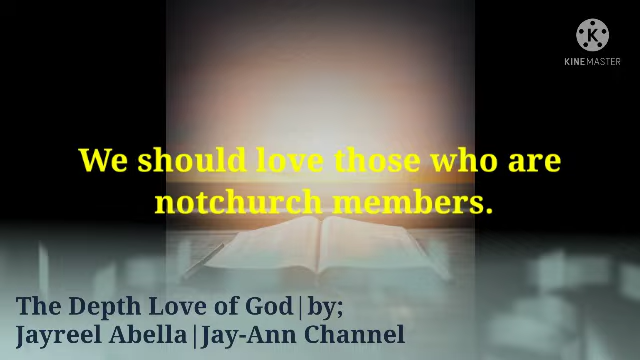 K
KINEMASTER
We should love those who are
notchurch members.
The Depth Love of God|by;
Jayreel Abella|Jay-Ann Channel